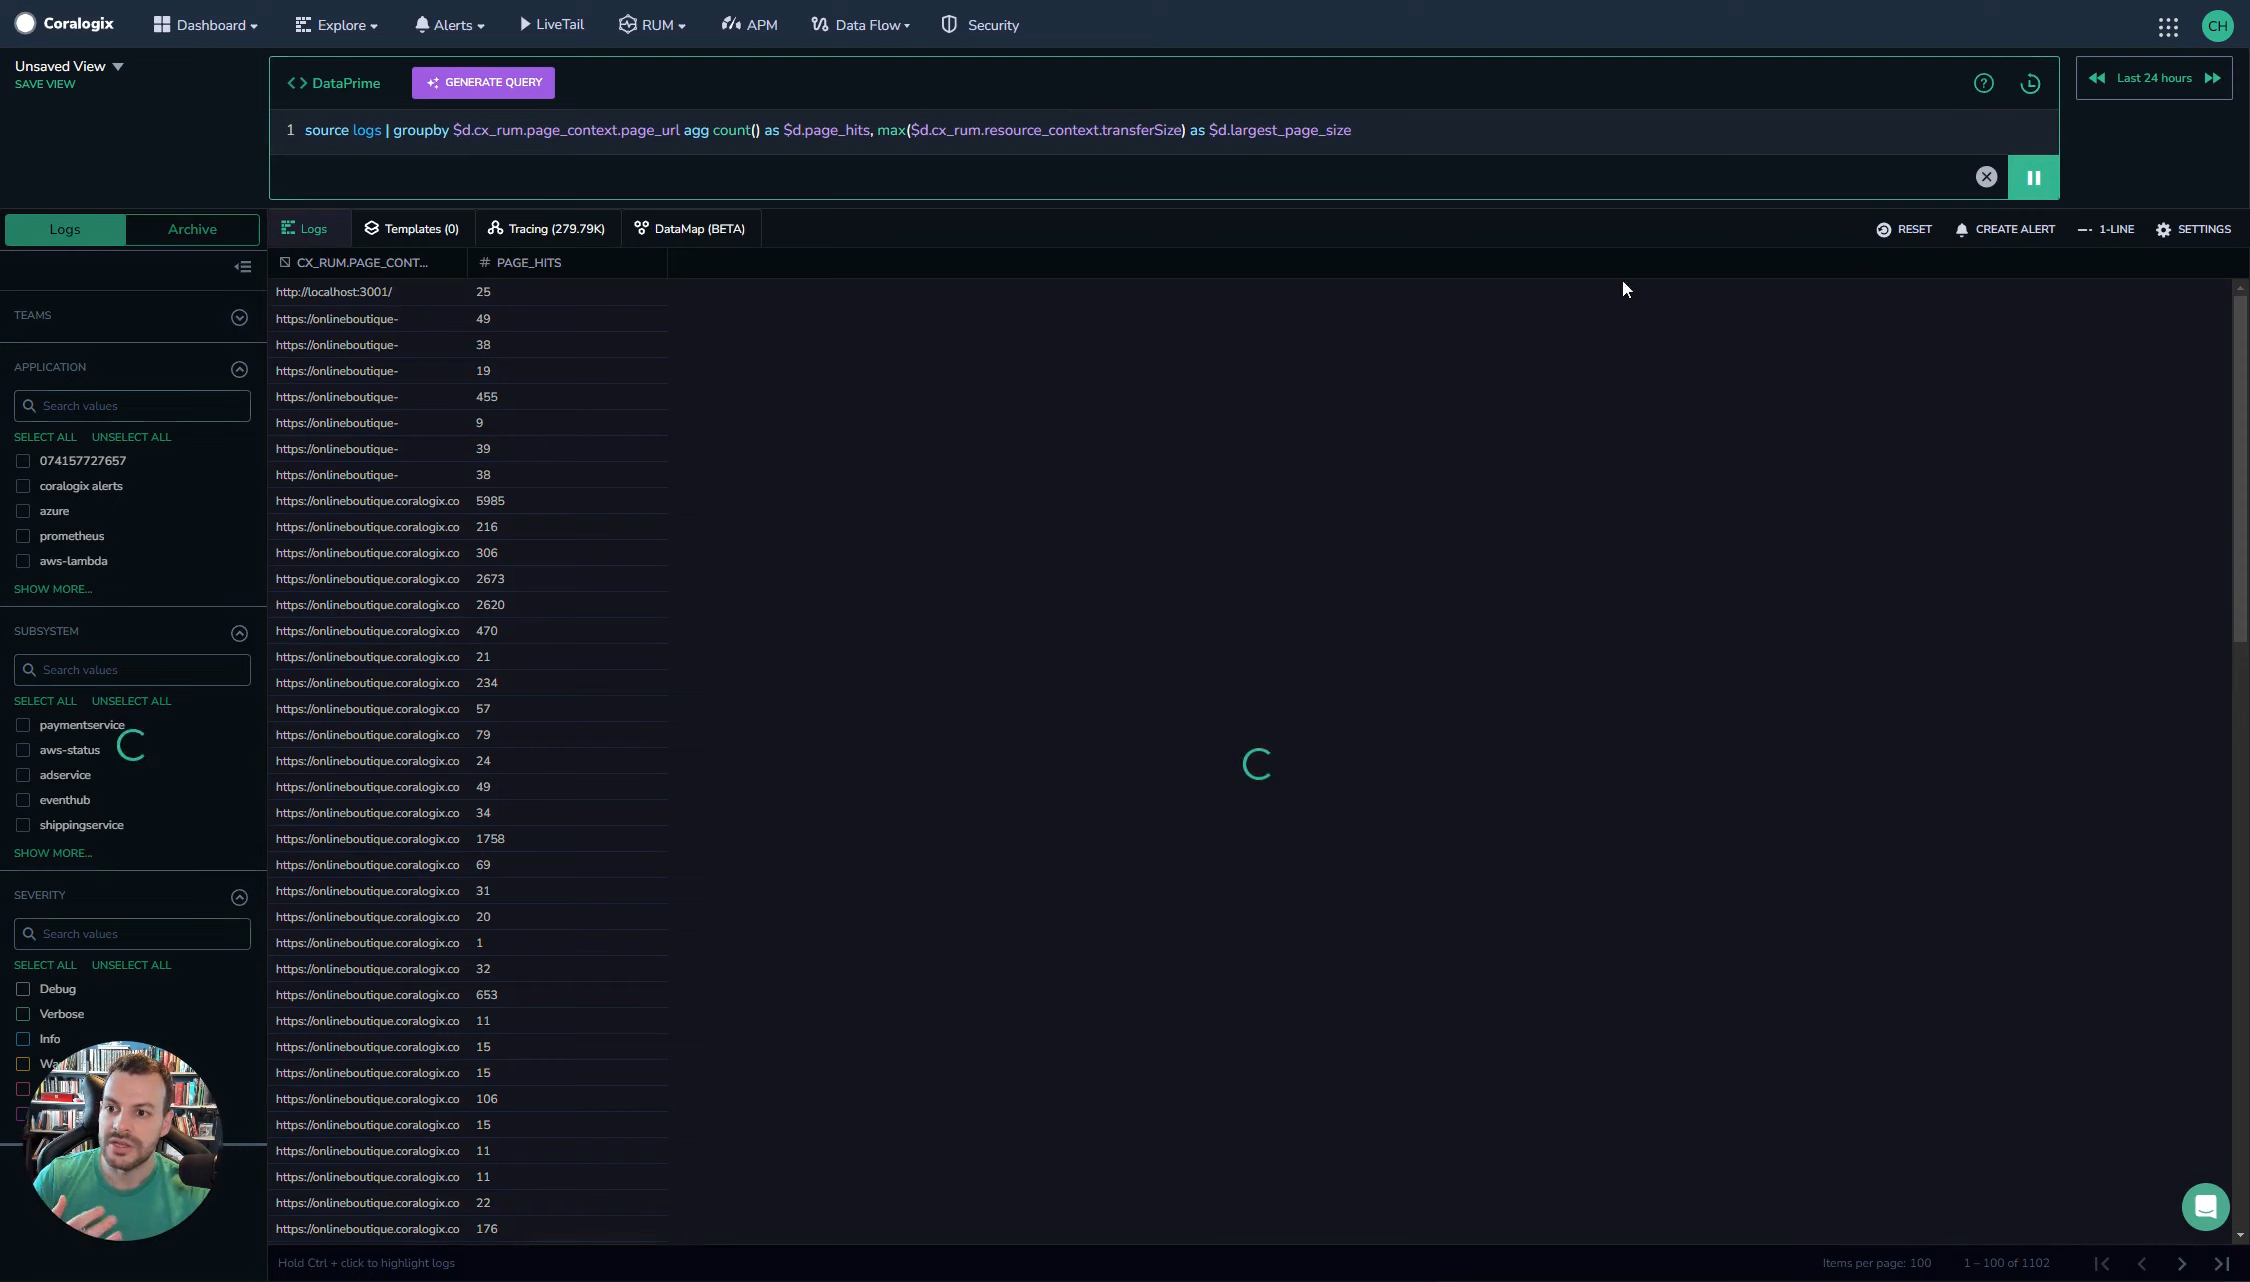 Coralogix
Dashboard
Explore
Alerts
LiveTail
RUM
APM
Data Flow
Security
CH
Unsaved View
SAVE VIEW
DataPrime
GENERATE QUERY
Last 24 hours
1 source logs | groupby $d.cx_rum.page_context.page_url agg count() as $d.page_hits, max($d.cx_rum.resource_context.transferSize) as $d.largest_page_size
Logs
Archive
Logs
Templates (0)
Tracing (279.79K)
DataMap (BETA)
RESET
CREATE ALERT
1-LINE
SETTINGS
TEAMS
APPLICATION
Search values
SELECT ALL UNSELECT ALL
074157727657
coralogix alerts
azure
prometheus
aws-lambda
SHOW MORE...
SUBSYSTEM
Search values
SELECT ALL UNSELECT ALL
paymentservice
aws-status
adservice
eventhub
shippingservice
SHOW MORE...
SEVERITY
Search values
SELECT ALL UNSELECT ALL
Debug
Verbose
Info
CX_RUM.PAGE_CONT... # PAGE_HITS
http://localhost:3001/ 25
https://onlineboutique- 49
https://onlineboutique- 38
https://onlineboutique- 19
https://onlineboutique- 455
https://onlineboutique- 9
https://onlineboutique- 39
https://onlineboutique- 38
https://onlineboutique.coralogix.co 5985
https://onlineboutique.coralogix.co 216
https://onlineboutique.coralogix.co 306
https://onlineboutique.coralogix.co 2673
https://onlineboutique.coralogix.co 2620
https://onlineboutique.coralogix.co 470
https://onlineboutique.coralogix.co 21
https://onlineboutique.coralogix.co 234
https://onlineboutique.coralogix.co 57
https://onlineboutique.coralogix.co 79
https://onlineboutique.coralogix.co 24
https://onlineboutique.coralogix.co 49
https://onlineboutique.coralogix.co 34
https://onlineboutique.coralogix.co 1758
https://onlineboutique.coralogix.co 69
https://onlineboutique.coralogix.co 31
https://onlineboutique.coralogix.co 20
https://onlineboutique.coralogix.co 1
https://onlineboutique.coralogix.co 32
https://onlineboutique.coralogix.co 653
https://onlineboutique.coralogix.co 11
https://onlineboutique.coralogix.co 15
https://onlineboutique.coralogix.co 15
https://onlineboutique.coralogix.co 106
https://onlineboutique.coralogix.co 15
https://onlineboutique.coralogix.co 11
https://onlineboutique.coralogix.co 11
https://onlineboutique.coralogix.co 22
https://onlineboutique.coralogix.co 176
Hold Ctrl + click to highlight logs
Items per page: 100
1 – 100 of 1102